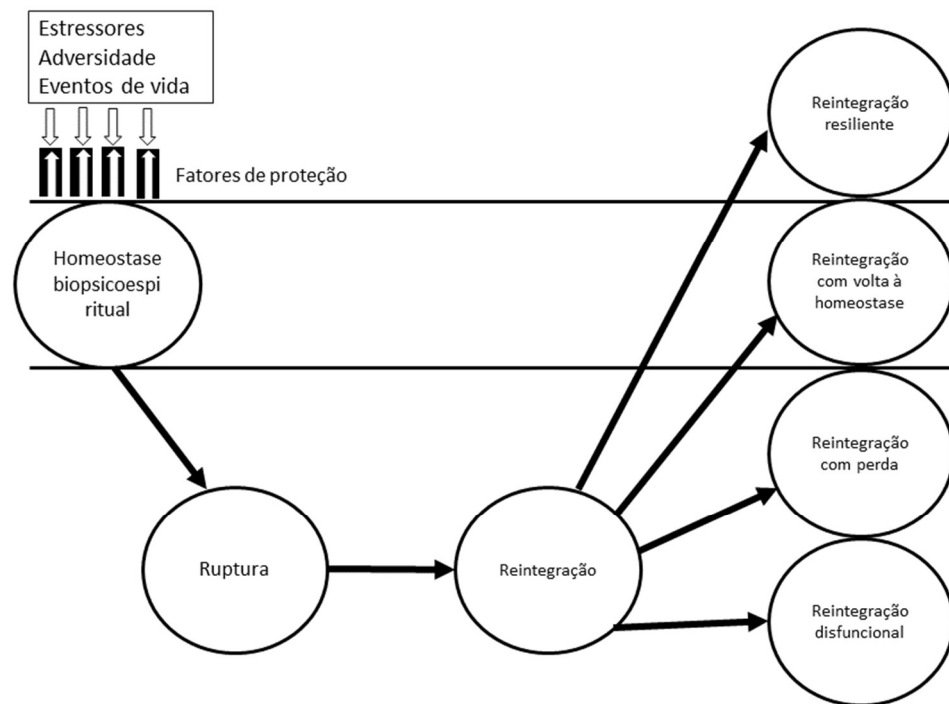 Estressores
Adversidade
Eventos de vida
Fatores de proteção
Homeostase
biopsicoespi
ritual
Ruptura
Reintegração
Reintegração
resiliente
Reintegração
com volta à
homeostase
Reintegração
com perda
Reintegração
disfuncional